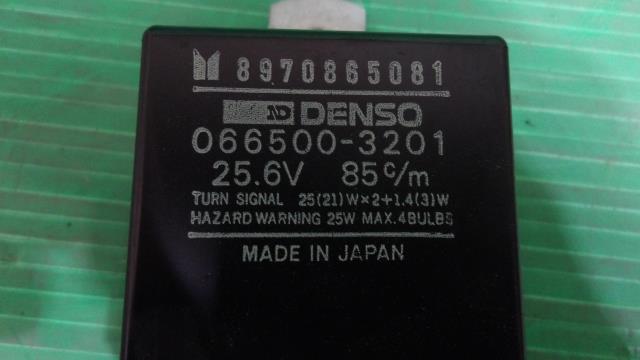 8970865081
ND DENSO
066500-3201
25.6V 85c/m
TURN SIGNAL 25(21)W×2+1.4(3)W
HAZARD WARNING 25W MAX.4BULBS
MADE IN JAPAN